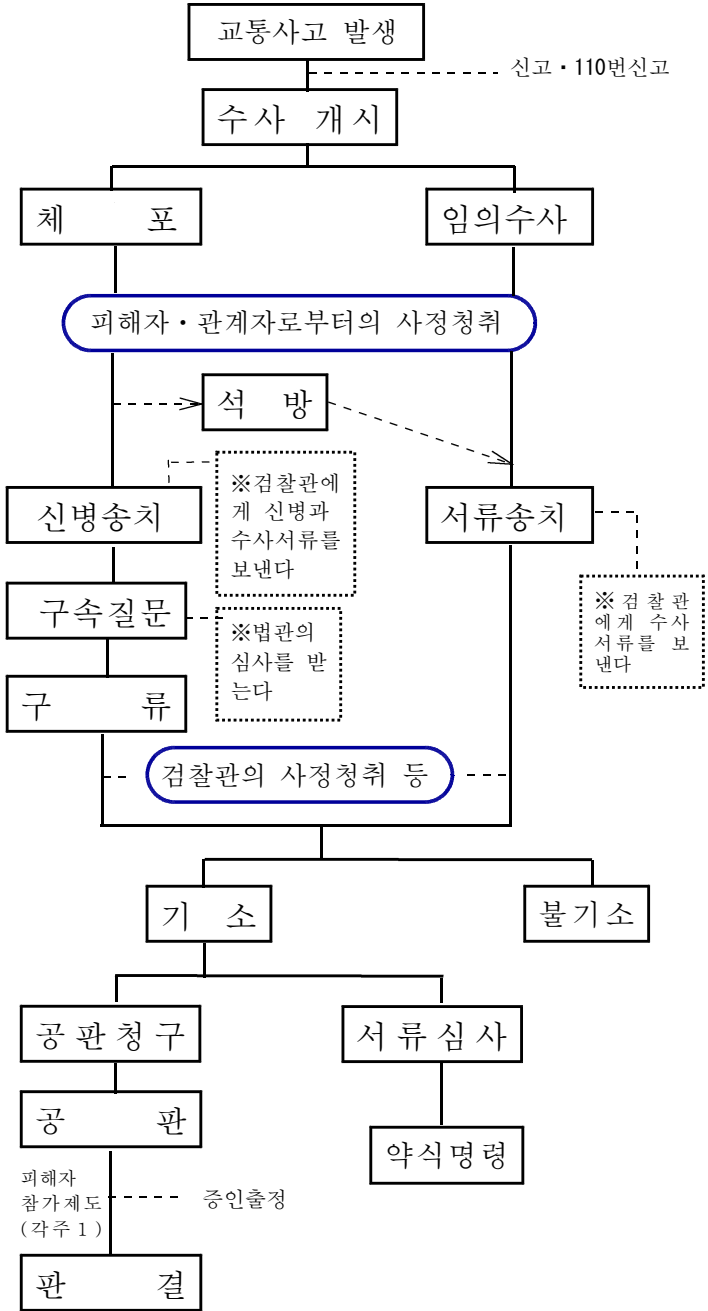 교통사고 발생
신고・110번신고
수사 개시
체 포
임의수사
피해자・관계자로부터의 사정청취
석 방
※검찰관에
게 신병과
수사서류를
보낸다
신병송치
서류송치
※검찰관
에게 수사
서류를 보
낸다
구속질문
※법관의
심사를 받
는다
구 류
검찰관의 사정청취 등
기 소
불기소
공판청구
서류심사
공 판
약식명령
피해자
참가제도
(각주１)
증인출정
판 결